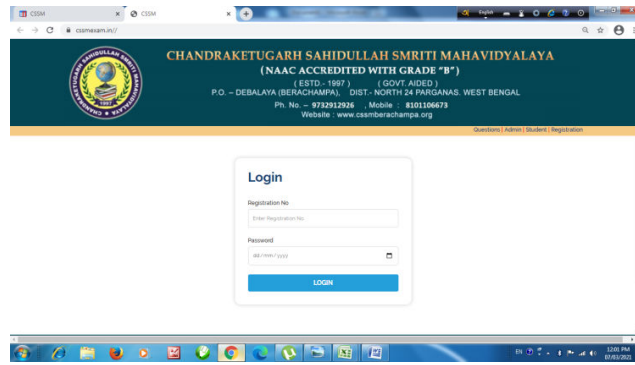 CSSM
CSSM
cssmexam.in//
English
CHANDRAKETUGARH SAHIDULLAH SMRITI MAHAVIDYALAYA
(NAAC ACCREDITED WITH GRADE "B")
(ESTD.- 1997 ) ( GOVT. AIDED )
P.O. – DEBALAYA (BERACHAMPA), DIST.- NORTH 24 PARGANAS. WEST BENGAL
Ph. No. – 9732912926 , Mobile : 8101106673
Website : www.cssmberachampa.org
Questions | Admin | Student | Registration
Login
Registration No
Enter Registration No.
Password
dd/mm/yyyy
LOGIN
EN
12:01 PM
07/03/2021